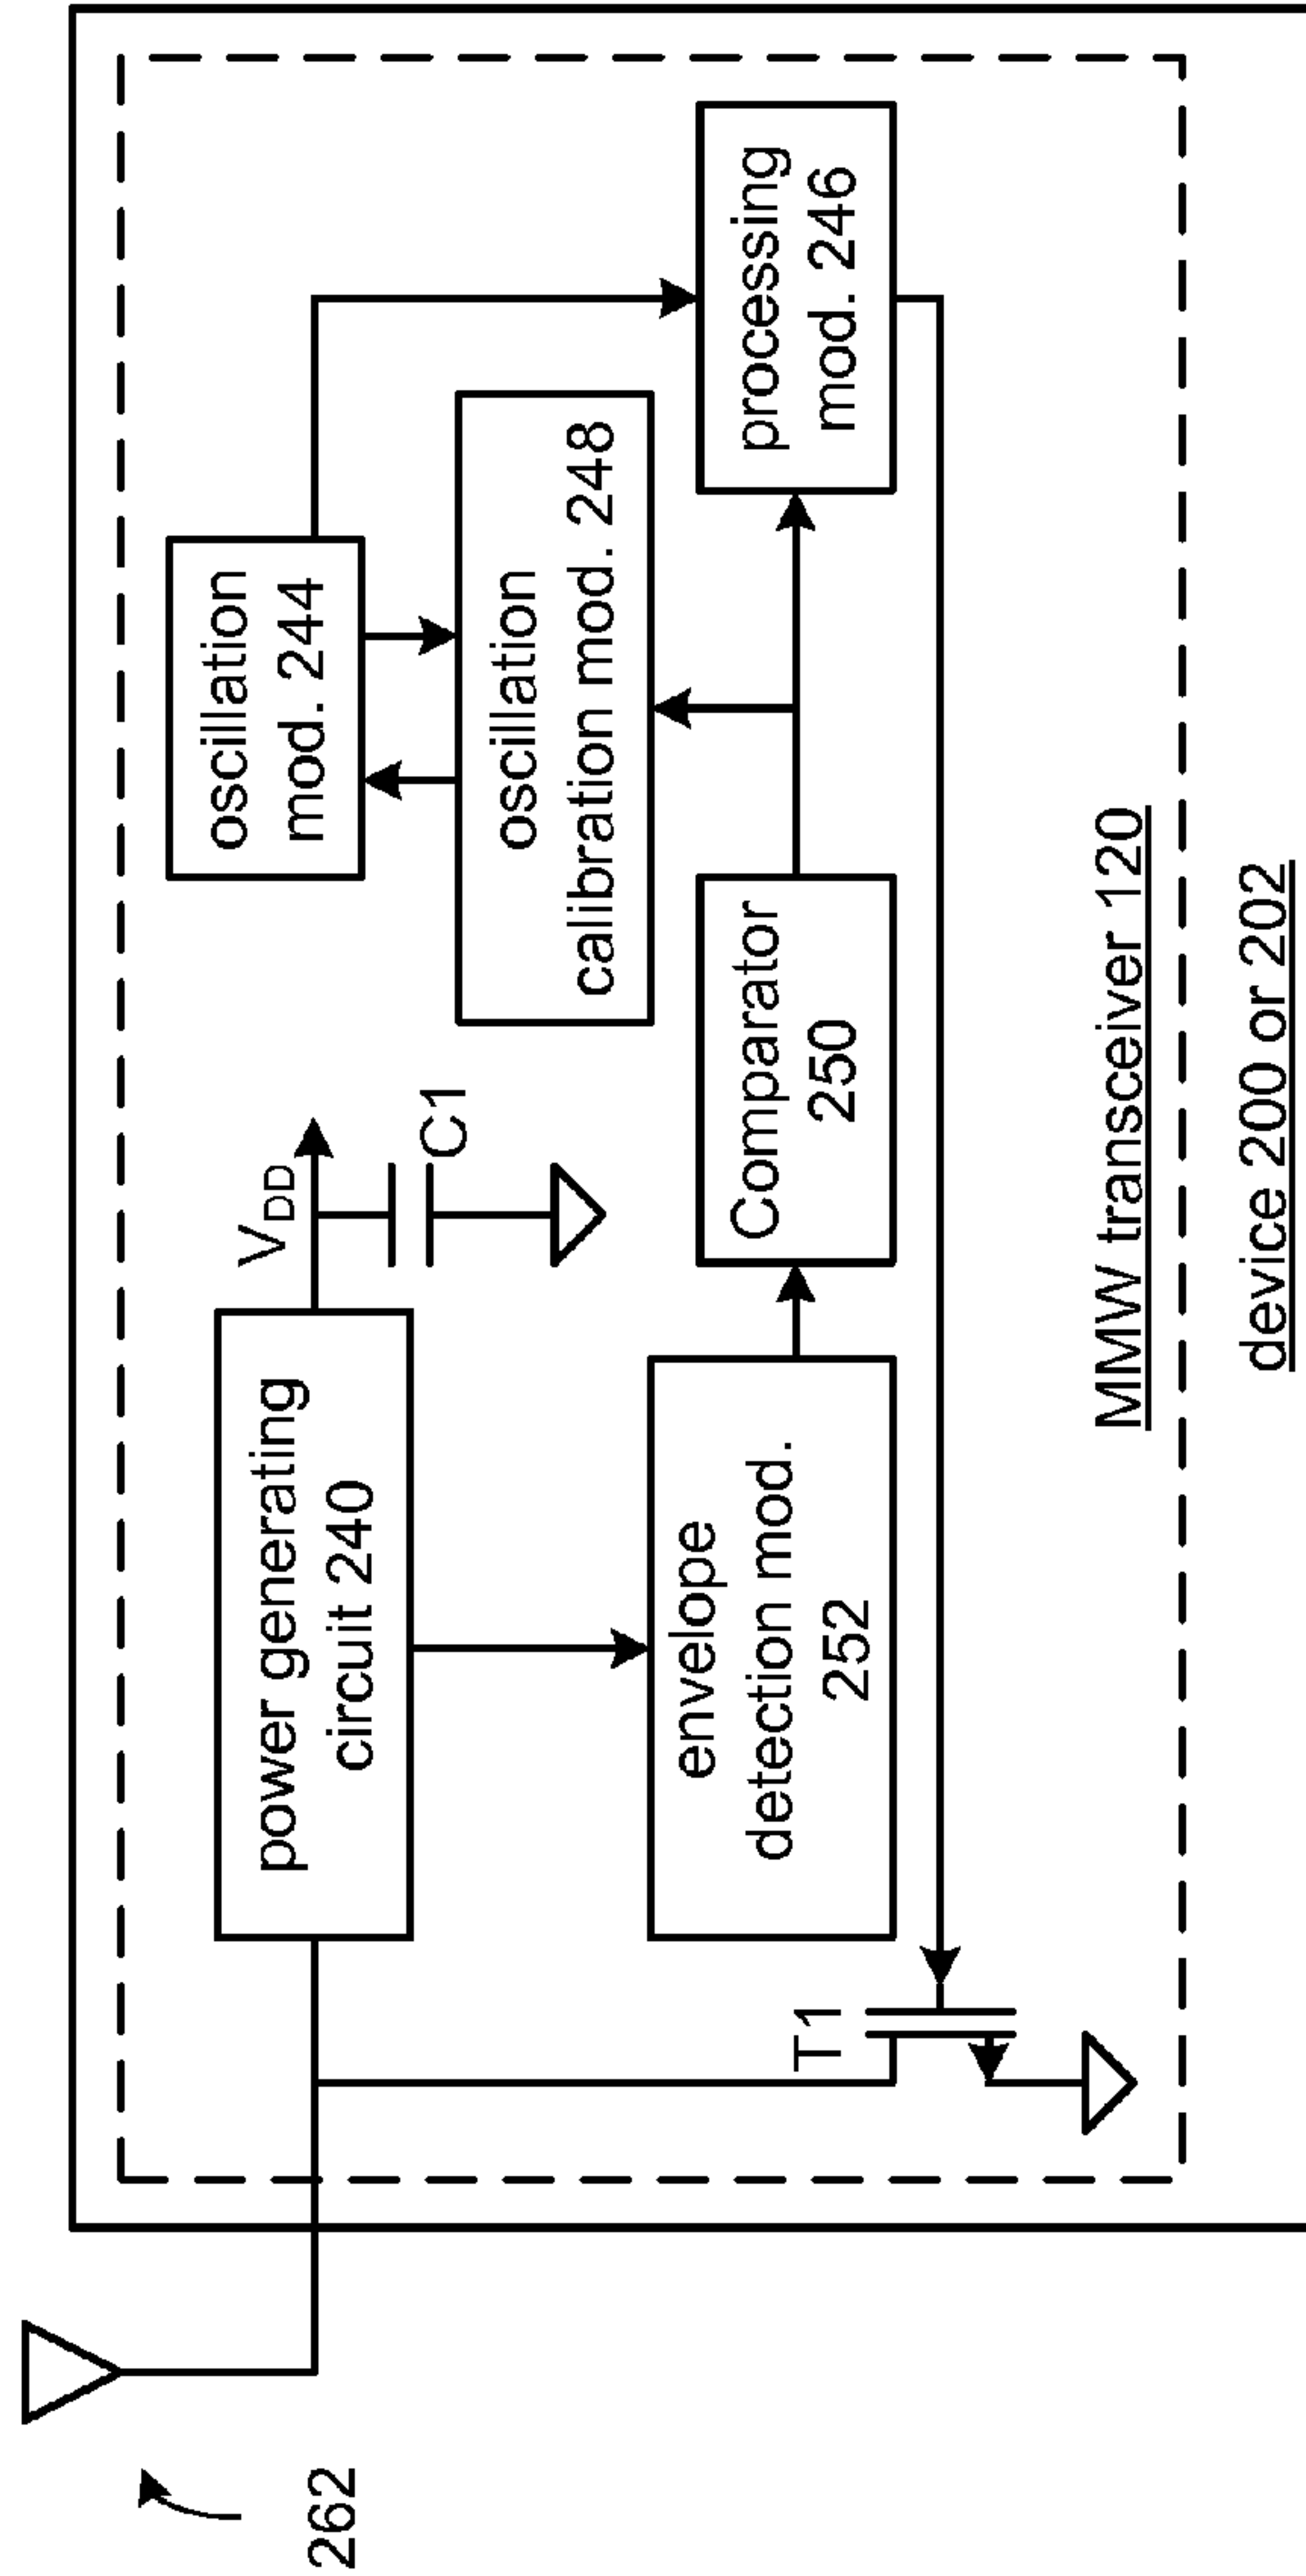 262
power generating
circuit 240
VDD
C1
oscillation
mod. 244
oscillation
calibration mod. 248
envelope
detection mod.
252
Comparator
250
processing
mod. 246
T1
MMW transceiver 120
device 200 or 202